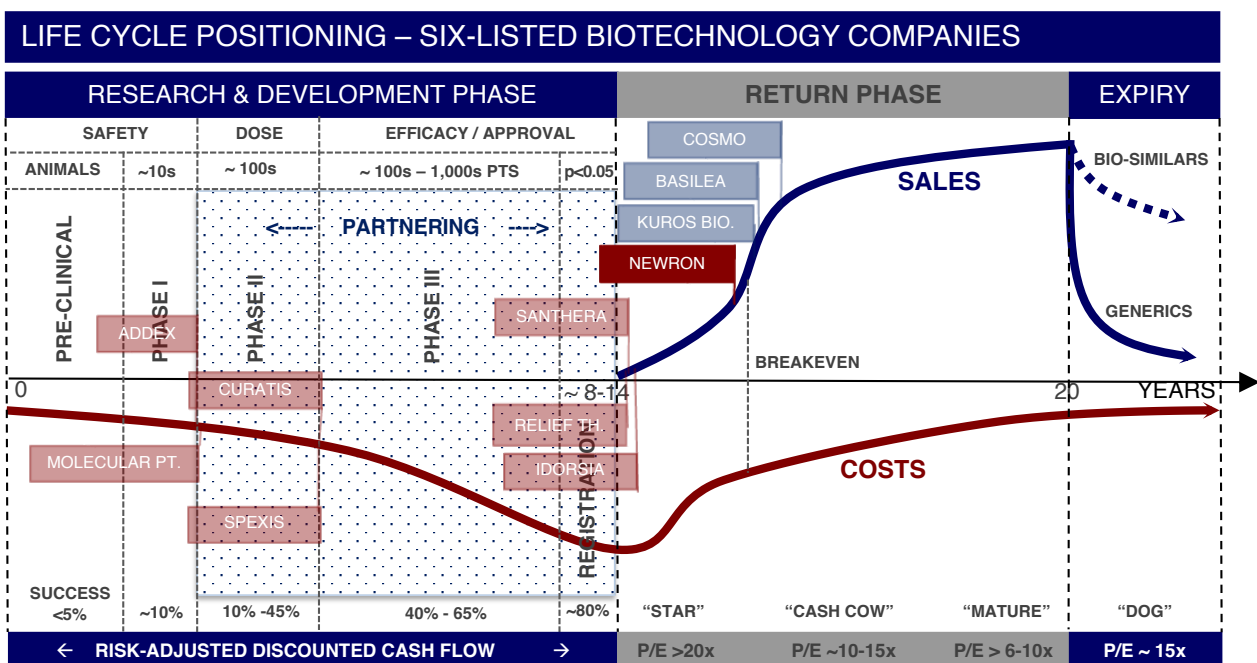 LIFE CYCLE POSITIONING – SIX-LISTED BIOTECHNOLOGY COMPANIES
RESEARCH & DEVELOPMENT PHASE
RETURN PHASE
EXPIRY
SAFETY
DOSE
EFFICACY / APPROVAL
ANIMALS
~10s
~ 100s
~ 100s – 1,000s PTS
p<0.05
COSMO
BASILEA
KUROS BIO.
NEWRON
SALES
BIO-SIMILARS
PARTNERING
PRE-CLINICAL
PHASE I
PHASE II
PHASE III
SANTHERA
ADDEX
GENERICS
BREAKEVEN
0
CURATIS
~ 8-14
20
YEARS
RELIEF TH.
MOLECULAR PT.
IDORSIA
COSTS
SPEXIS
REGISTRATION
SUCCESS
<5%
~10%
10% -45%
40% - 65%
~80%
“STAR”
“CASH COW”
“MATURE”
“DOG”
← RISK-ADJUSTED DISCOUNTED CASH FLOW →
P/E >20x
P/E ~10-15x
P/E > 6-10x
P/E ~ 15x